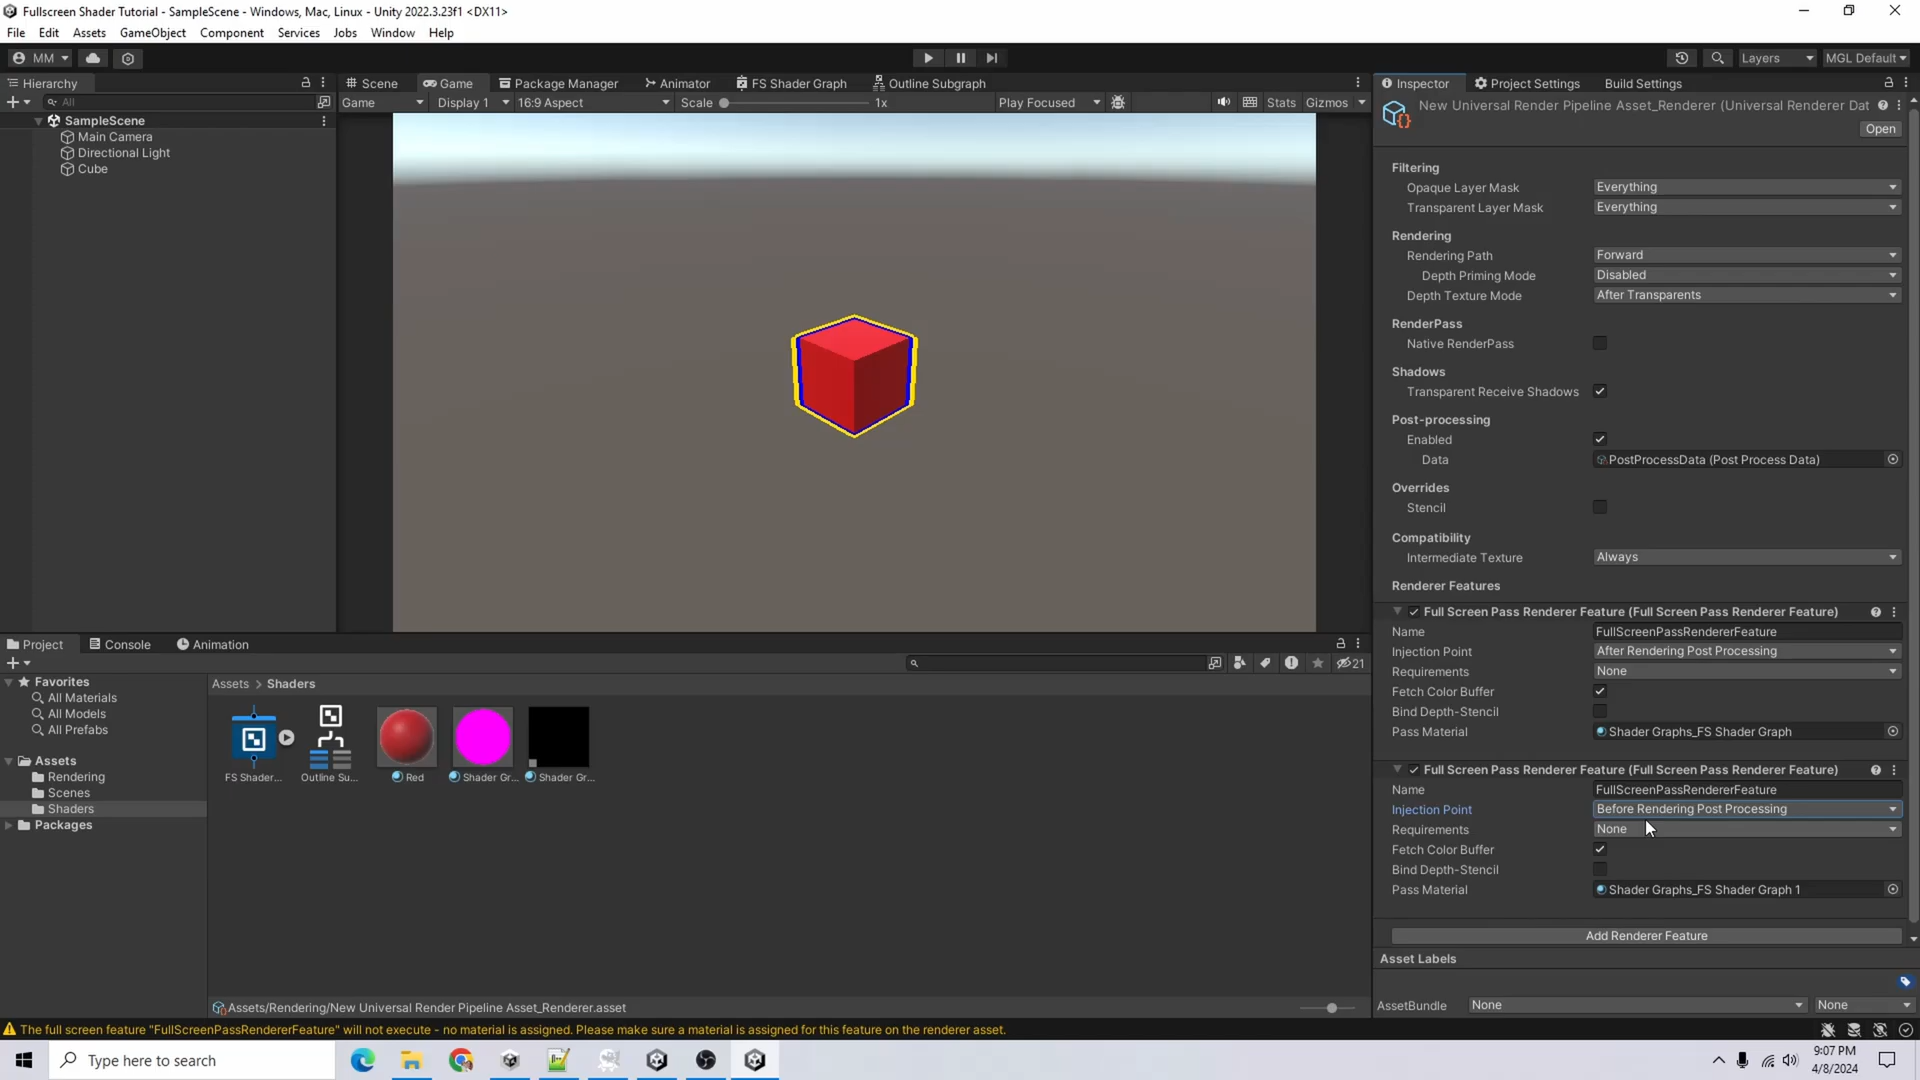 Fullscreen Shader Tutorial - SampleScene - Windows, Mac, Linux - Unity 2022.3.23f1 <DX11>
File Edit Assets GameObject Component Services Jobs Window Help
MM Layers MGL Default
Hierarchy
All
SampleScene
Main Camera
Directional Light
Cube
Scene Game Package Manager Animator FS Shader Graph Outline Subgraph
Game Display 1 16:9 Aspect Scale 1x Play Focused Stats Gizmos
Inspector Project Settings Build Settings
New Universal Render Pipeline Asset_Renderer (Universal Renderer Dat
Open
Filtering
Opaque Layer Mask Everything
Transparent Layer Mask Everything
Rendering
Rendering Path Forward
Depth Priming Mode Disabled
Depth Texture Mode After Transparents
RenderPass
Native RenderPass
Shadows
Transparent Receive Shadows
Post-processing
Enabled
Data PostProcessData (Post Process Data)
Overrides
Stencil
Compatibility
Intermediate Texture Always
Renderer Features
Full Screen Pass Renderer Feature (Full Screen Pass Renderer Feature)
Name FullScreenPassRendererFeature
Injection Point After Rendering Post Processing
Requirements None
Fetch Color Buffer
Bind Depth-Stencil
Pass Material Shader Graphs_FS Shader Graph
Full Screen Pass Renderer Feature (Full Screen Pass Renderer Feature)
Name FullScreenPassRendererFeature
Injection Point Before Rendering Post Processing
Requirements None
Fetch Color Buffer
Bind Depth-Stencil
Pass Material Shader Graphs_FS Shader Graph 1
Add Renderer Feature
Asset Labels
AssetBundle None None
Project Console Animation
21
Favorites
All Materials
All Models
All Prefabs
Assets
Rendering
Scenes
Shaders
Packages
Assets > Shaders
FS Shader... Outline Su... Red Shader Gr... Shader Gr...
Assets/Rendering/New Universal Render Pipeline Asset_Renderer.asset
The full screen feature "FullScreenPassRendererFeature" will not execute - no material is assigned. Please make sure a material is assigned for this feature on the renderer asset.
Type here to search
9:07 PM
4/8/2024